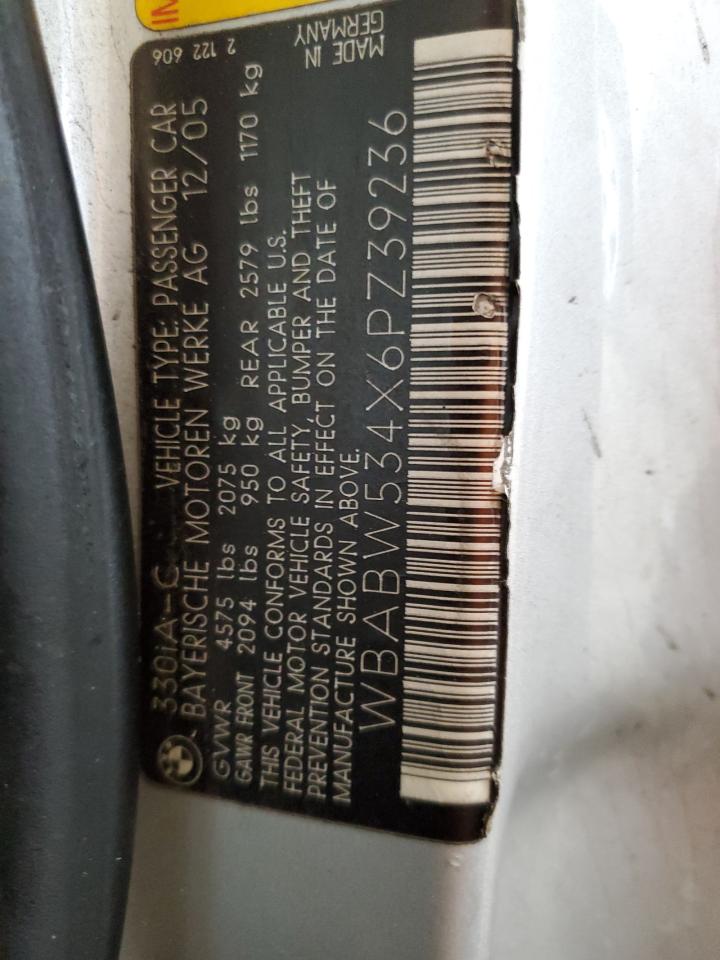 IM
2 122 606
330iA-C VEHICLE TYPE: PASSENGER CAR
BAYERISCHE MOTOREN WERKE AG 12/05
GVWR 4575 lbs 2075 kg
GAWR FRONT 2094 lbs 950 kg REAR 2579 lbs 1170 kg
THIS VEHICLE CONFORMS TO ALL APPLICABLE U.S.
FEDERAL MOTOR VEHICLE SAFETY, BUMPER AND THEFT
PREVENTION STANDARDS IN EFFECT ON THE DATE OF
MANUFACTURE SHOWN ABOVE.
MADE IN
GERMANY
WBABW534X6PZ39236